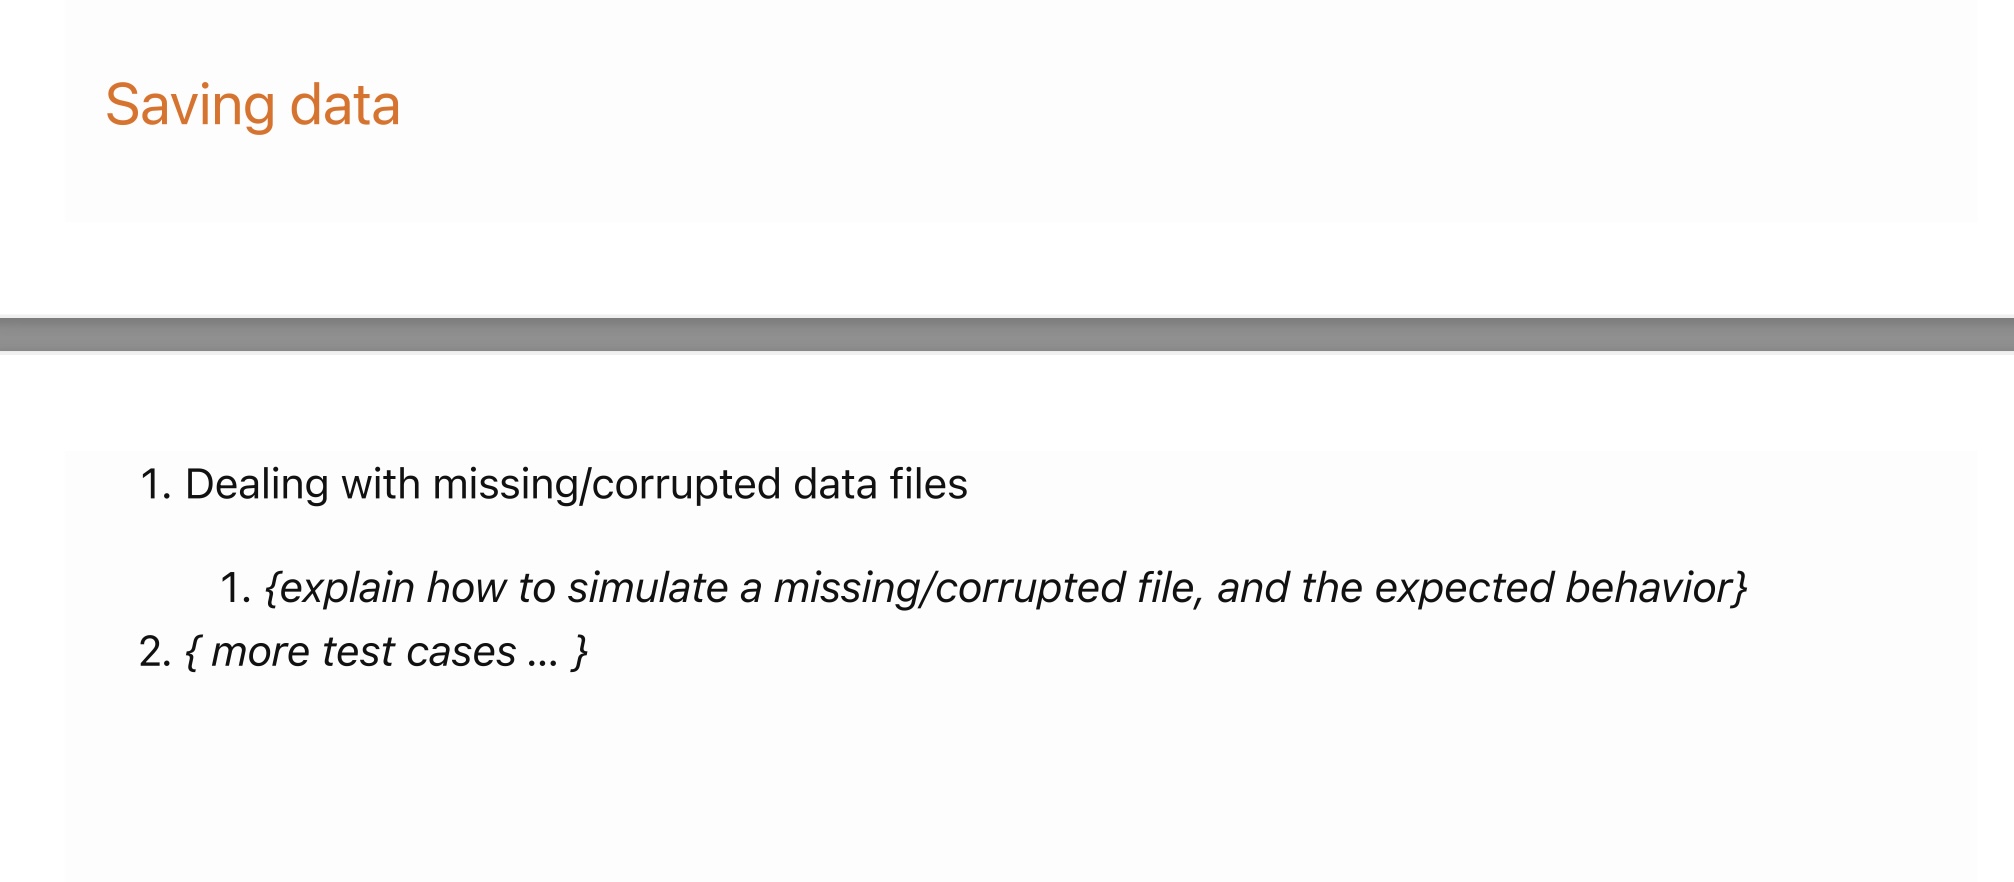 Saving data
1. Dealing with missing/corrupted data files
1. {explain how to simulate a missing/corrupted file, and the expected behavior}
2. { more test cases ... }